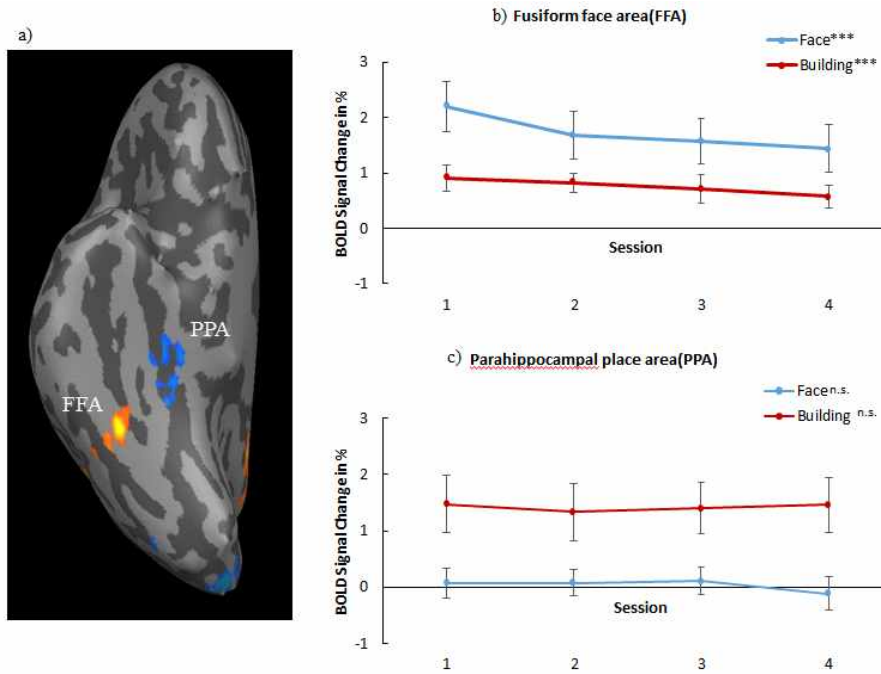 a)
PPA
FFA
b) Fusiform face area(FFA)
Face***
Building***
BOLD Signal Change in %
3
2
1
0
-1
Session
1 2 3 4
c) Parahippocampal place area(PPA)
Face n.s.
Building n.s.
BOLD Signal Change in %
3
2
1
0
-1
Session
1 2 3 4